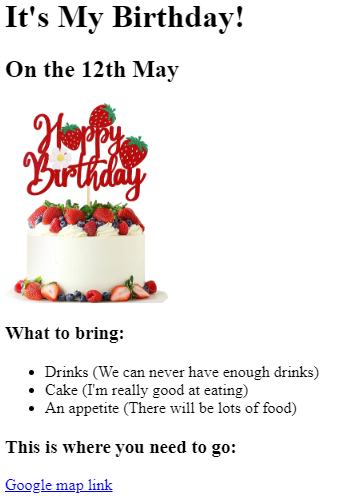 It's My Birthday!
On the 12th May
Happy
Birthday
What to bring:
Drinks (We can never have enough drinks)
Cake (I'm really good at eating)
An appetite (There will be lots of food)
This is where you need to go:
Google map link